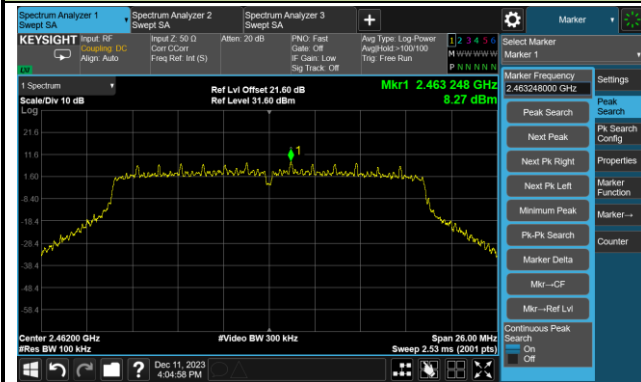 Spectrum Analyzer 1
Swept SA
Spectrum Analyzer 2
Swept SA
Spectrum Analyzer 3
Swept SA
+
Marker
KEYSIGHT
Input: RF
Coupling: DC
Align: Auto
Input Z: 50 Ω
Corr CCorr
Freq Ref: Int (S)
Atten: 20 dB
PNO: Fast
Gate: Off
IF Gain: Low
Sig Track: Off
Avg Type: Log-Power
Avg|Hold:>100/100
Trig: Free Run
1 2 3 4 5 6
M W W W W W
P N N N N N
Select Marker
Marker 1
1 Spectrum
Scale/Div 10 dB
Log
Ref Lvl Offset 21.60 dB
Ref Level 31.60 dBm
Mkr1 2.463 248 GHz
8.27 dBm
21.6
11.6
1.60
-8.40
-18.4
-28.4
-38.4
-48.4
-58.4
1
Center 2.46200 GHz
#Res BW 100 kHz
#Video BW 300 kHz
Span 26.00 MHz
Sweep 2.53 ms (2001 pts)
Marker Frequency
2.463248000 GHz
Peak Search
Next Peak
Next Pk Right
Next Pk Left
Minimum Peak
Pk-Pk Search
Marker Delta
Mkr→CF
Mkr→Ref Lvl
Continuous Peak
Search
On
Off
Settings
Peak
Search
Pk Search
Config
Properties
Marker
Function
Marker→
Counter
?
Dec 11, 2023
4:04:58 PM